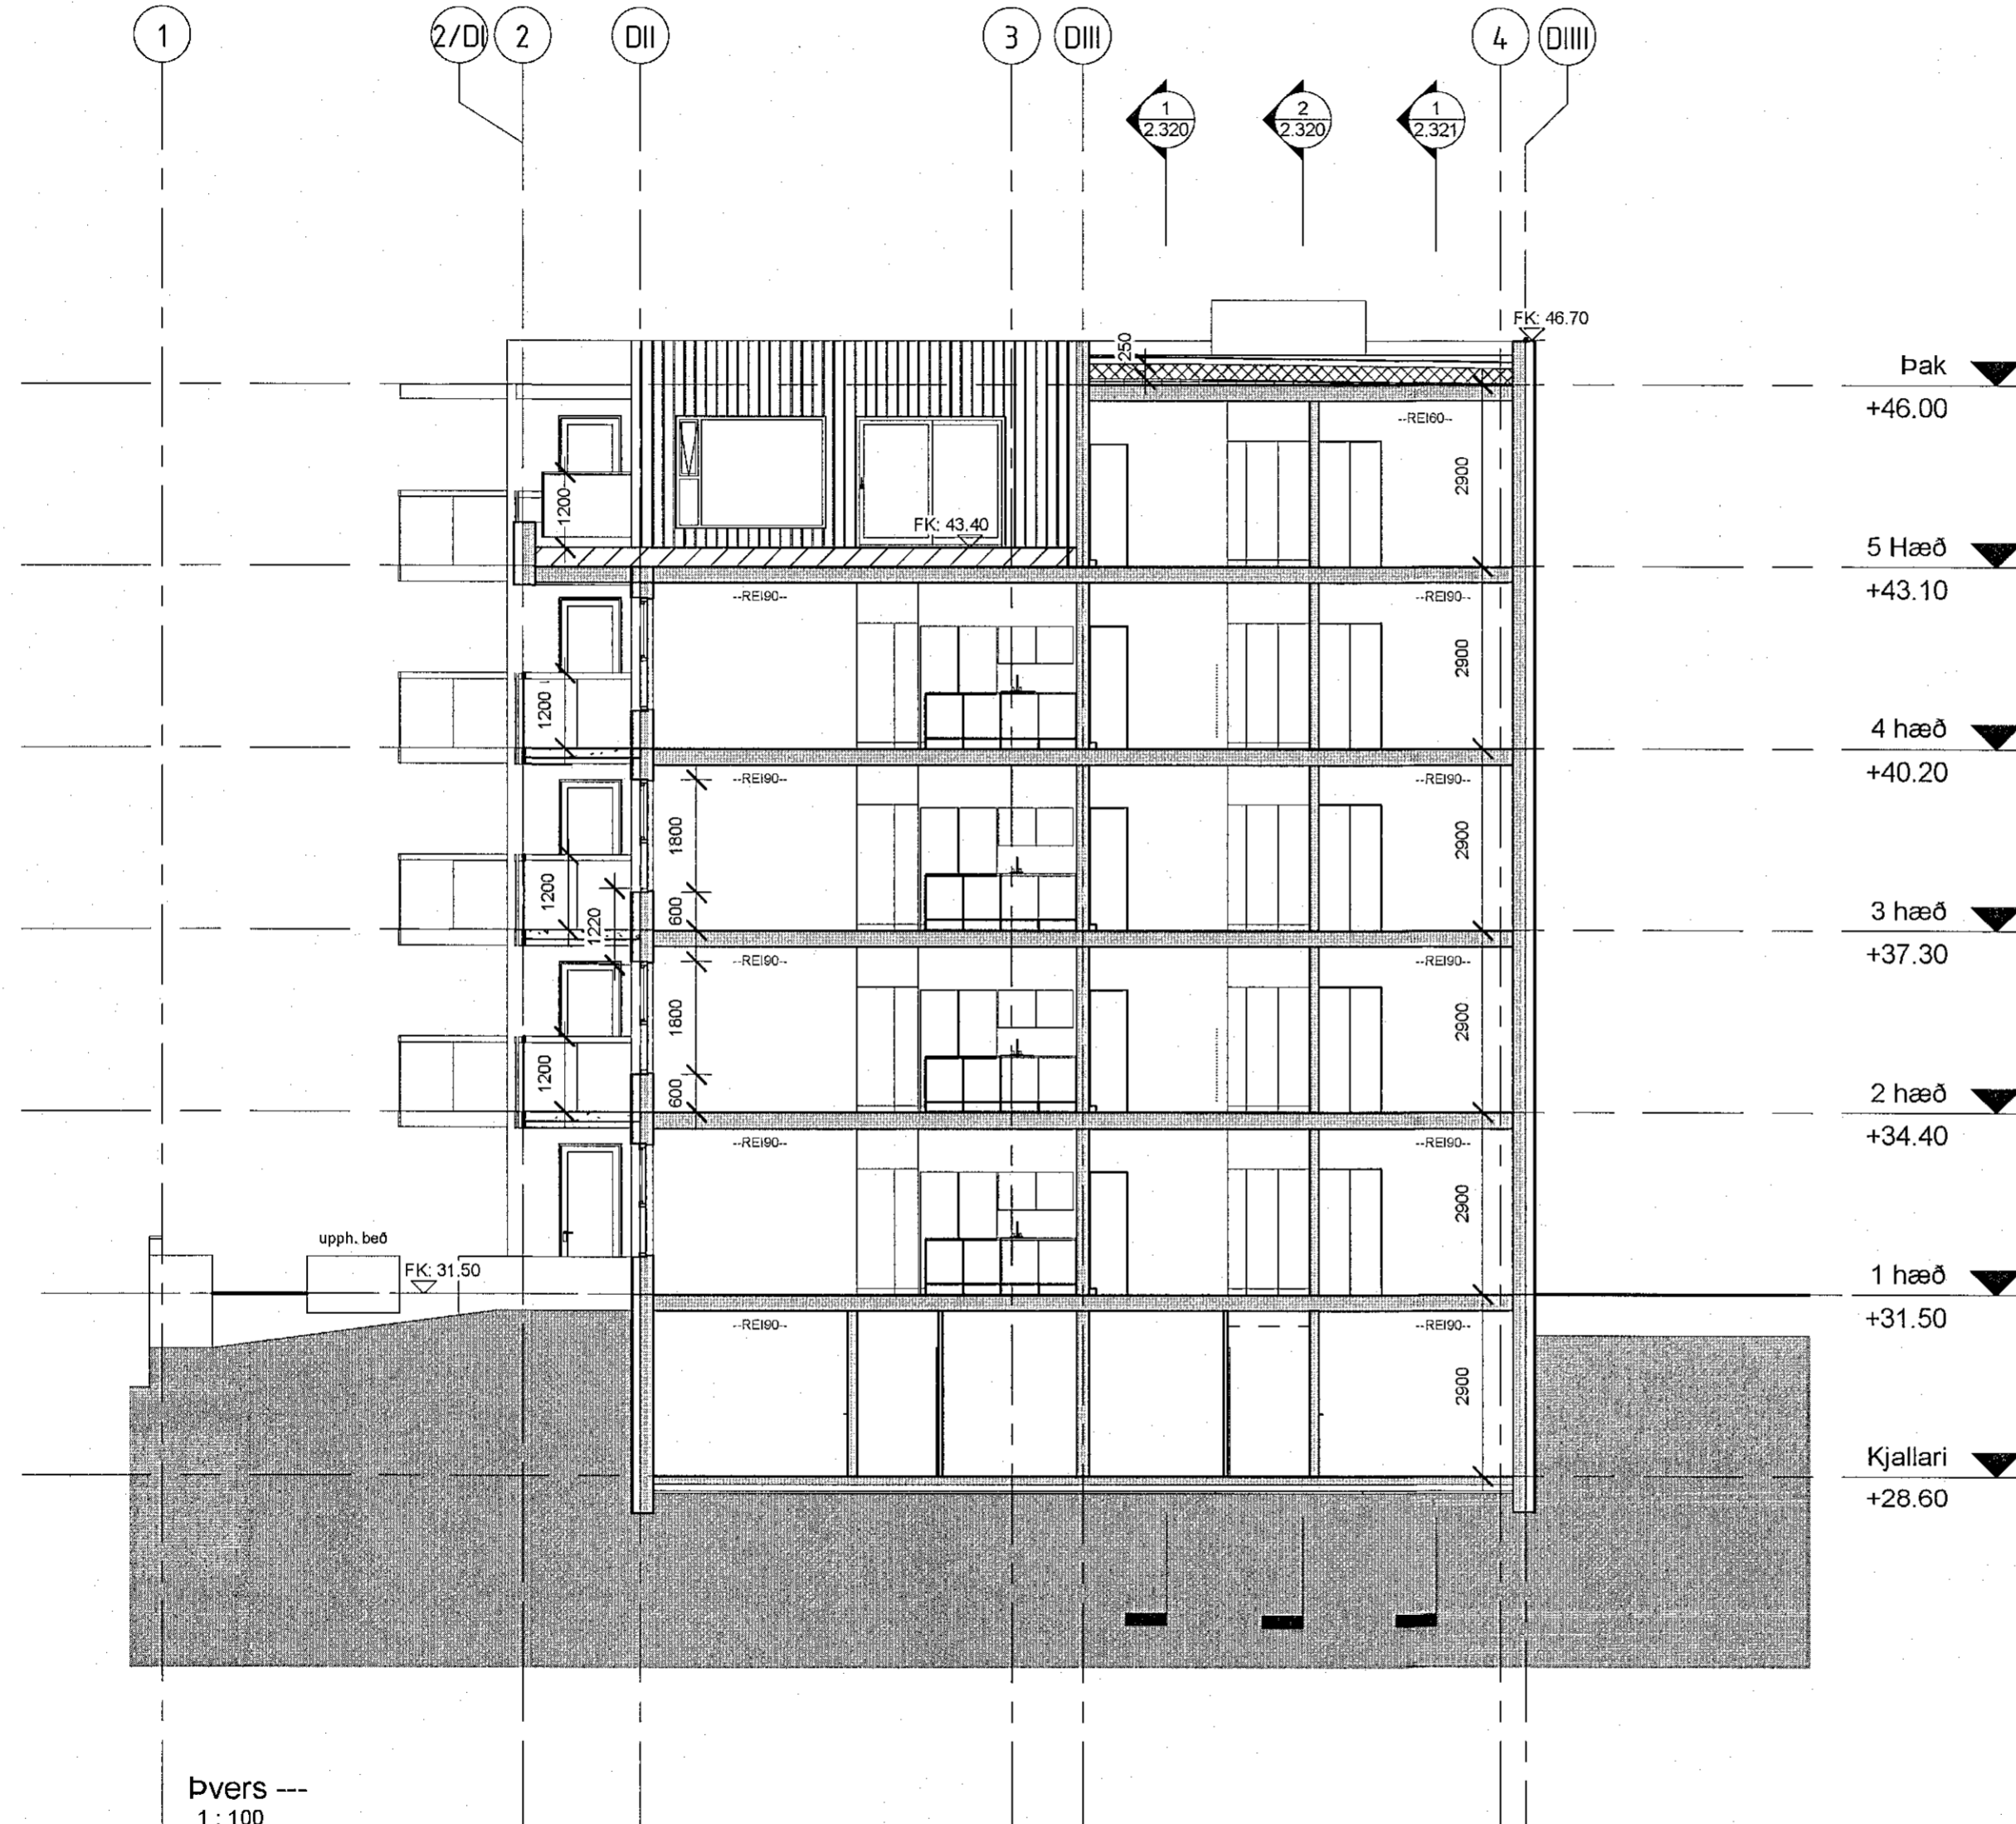 1
2/DI
2
DII
3
DIII
4
DIIII
1
2.320
2
2.320
1
2.321
FK: 46.70
250
Þak
+46.00
--REI60--
1200
2900
FK: 43.40
5 Hæð
+43.10
--REI90--
--REI90--
1200
2900
4 hæð
+40.20
--REI90--
--REI90--
1800
2900
1200
600
1220
3 hæð
+37.30
--REI90--
--REI90--
1800
2900
1200
600
2 hæð
+34.40
--REI90--
--REI90--
2900
upph. beð
FK: 31.50
1 hæð
+31.50
--REI90--
--REI90--
2900
Kjallari
+28.60
Þvers ---
1 : 100